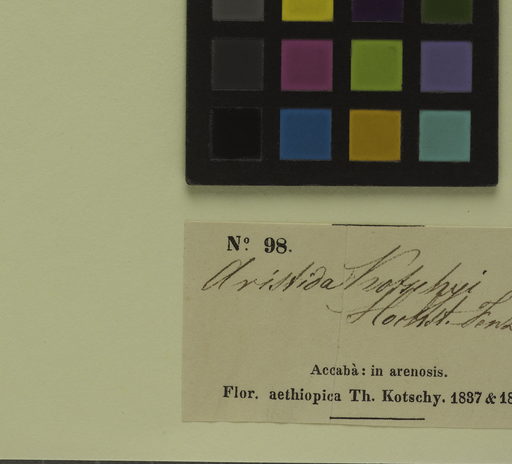 Nº 98.
Aristida Kotschyi
Hochst.
Accabà: in arenosis.
Flor. aethiopica Th. Kotschy. 1837 & 18